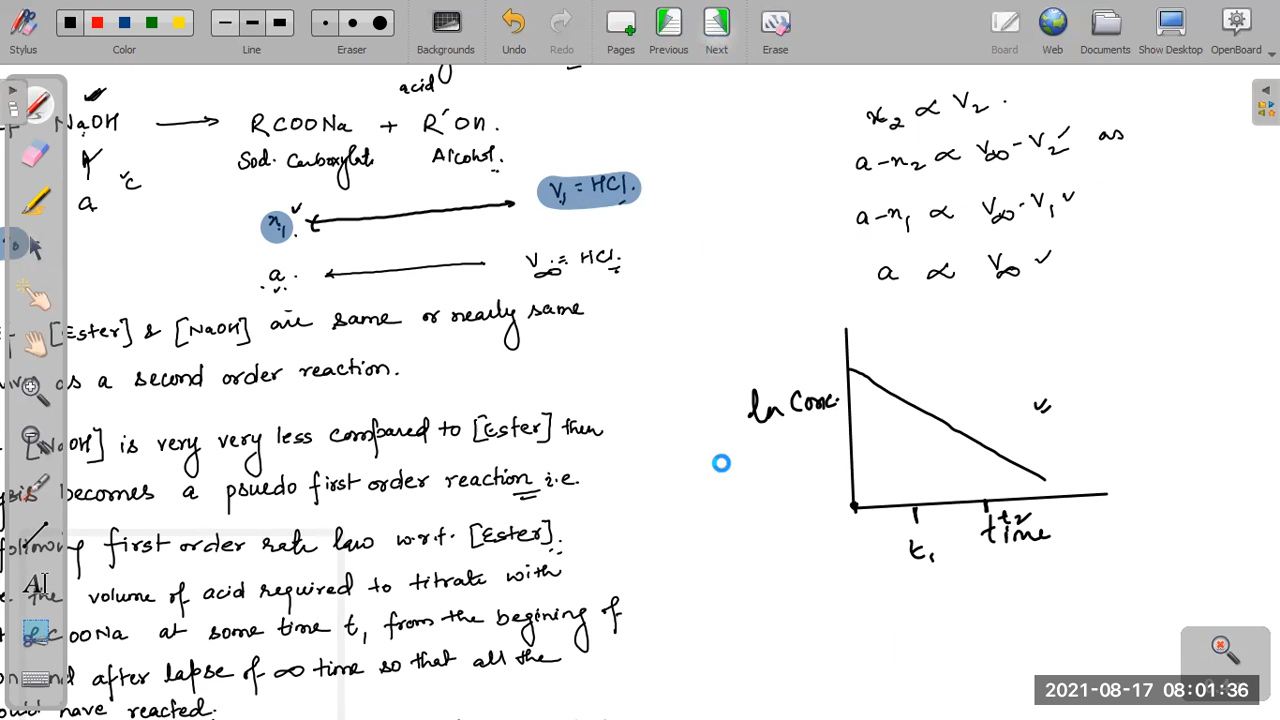 Stylus Color Line Eraser Backgrounds Undo Redo Pages Previous Next Erase Board Web Documents Show Desktop OpenBoard
acid
NaOH ⟶ RCOONa + R'OH.
Sod. Carboxylate Alcohol.
a
c
x₁ t V₁ = HCl.
a. V∞ = HCl.
[Ester] & [NaOH] are same or nearly same
as a second order reaction.
[NaOH] is very very less compared to [Ester] then
becomes a psuedo first order reaction i.e.
following first order rate law w.r.t. [Ester].
the volume of acid required to titrate with
RCOONa at some time t₁ from the begining of
and after lapse of ∞ time so that all the
have reacted.
x₂ ∝ V₂.
a-x₂ ∝ V∞-V₂ as
a-x₁ ∝ V∞-V₁
a ∝ V∞
ln Conc.
t₁ t₂
time
2021-08-17 08:01:36